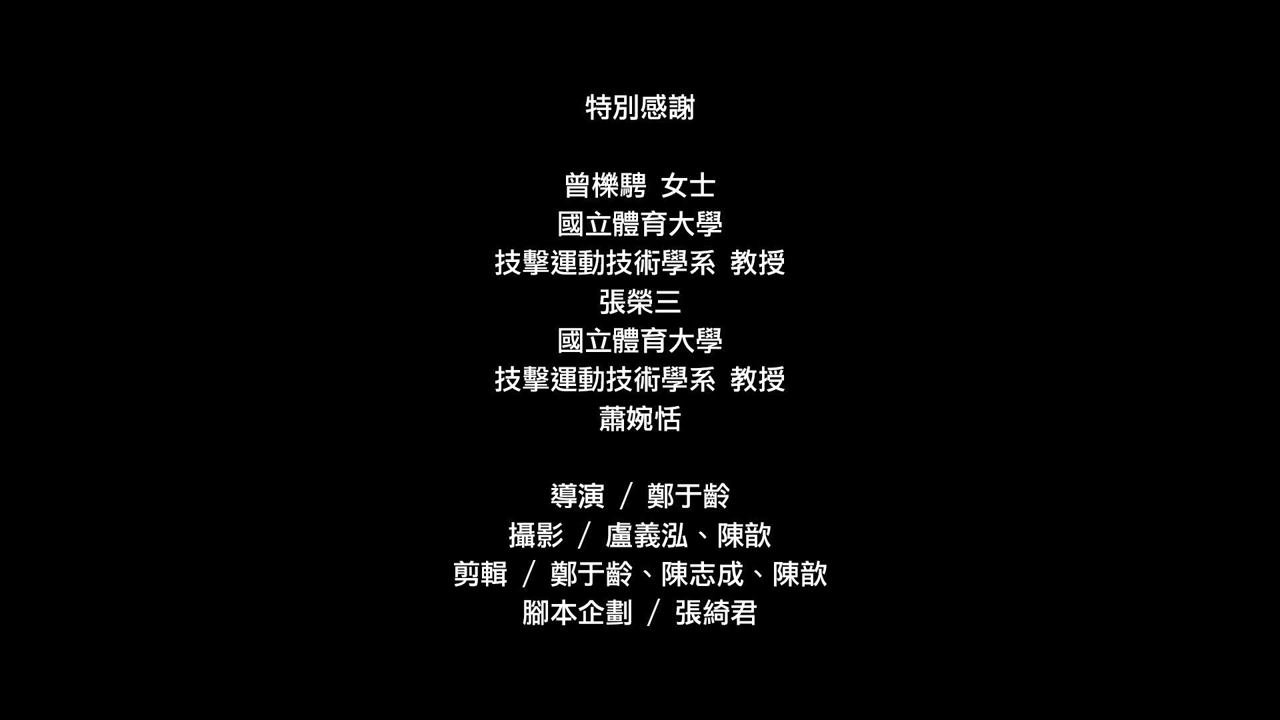 特別感謝
曾櫟騁 女士
國立體育大學
技擊運動技術學系 教授
張榮三
國立體育大學
技擊運動技術學系 教授
蕭婉恬
導演 / 鄭于齡
攝影 / 盧義泓、陳歆
剪輯 / 鄭于齡、陳志成、陳歆
腳本企劃 / 張綺君